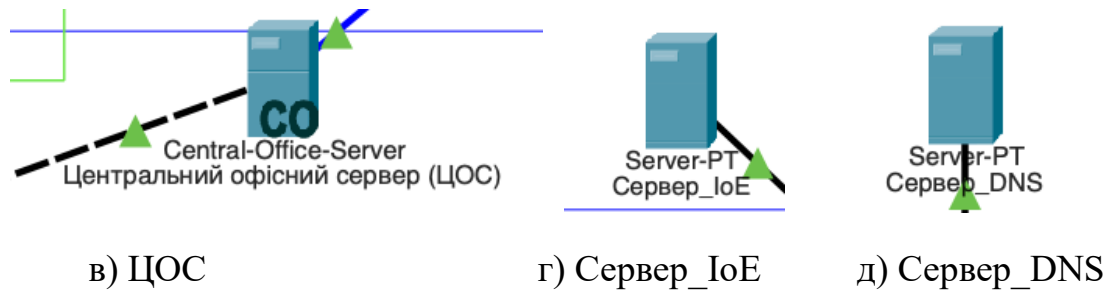 CO
Central-Office-Server
Центральний офісний сервер (ЦОС)
Server-PT
Сервер_IoE
Server-PT
Сервер_DNS
в) ЦОС
г) Сервер_IoE
д) Сервер_DNS